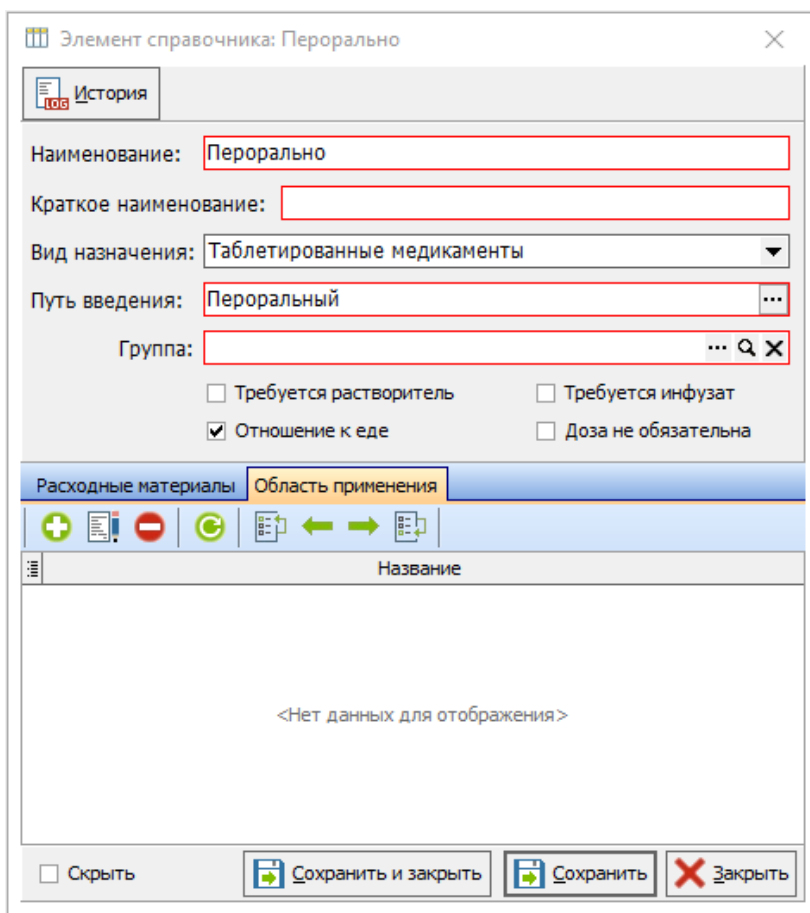 Элемент справочника: Перорально
LOG История
Наименование: Перорально
Краткое наименование:
Вид назначения: Таблетированные медикаменты
Путь введения: Пероральный ...
Группа: ...
Требуется растворитель Требуется инфузат
Отношение к еде Доза не обязательна
Расходные материалы Область применения
Название
<Нет данных для отображения>
Скрыть Сохранить и закрыть Сохранить Закрыть